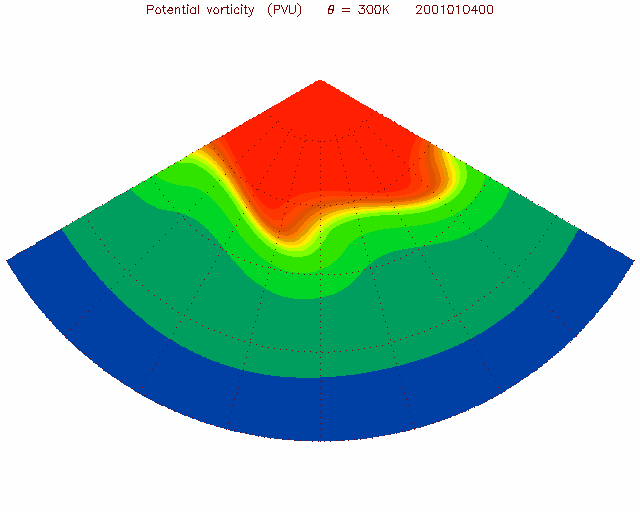 Potential vorticity (PVU) θ = 300K 2001010400